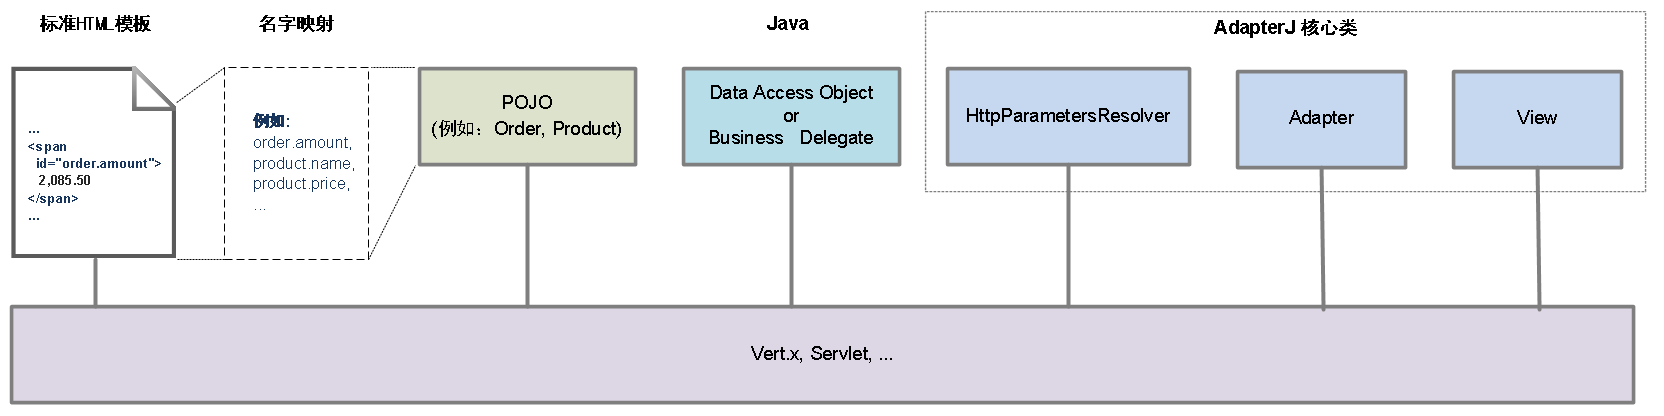 标准HTML模板
名字映射
Java
AdapterJ 核心类
...
<span
id="order.amount">
2,085.50
</span>
...
例如:
order.amount,
product.name,
product.price,
...
POJO
(例如：Order, Product)
Data Access Object
or
Business Delegate
HttpParametersResolver
Adapter
View
Vert.x, Servlet, ...